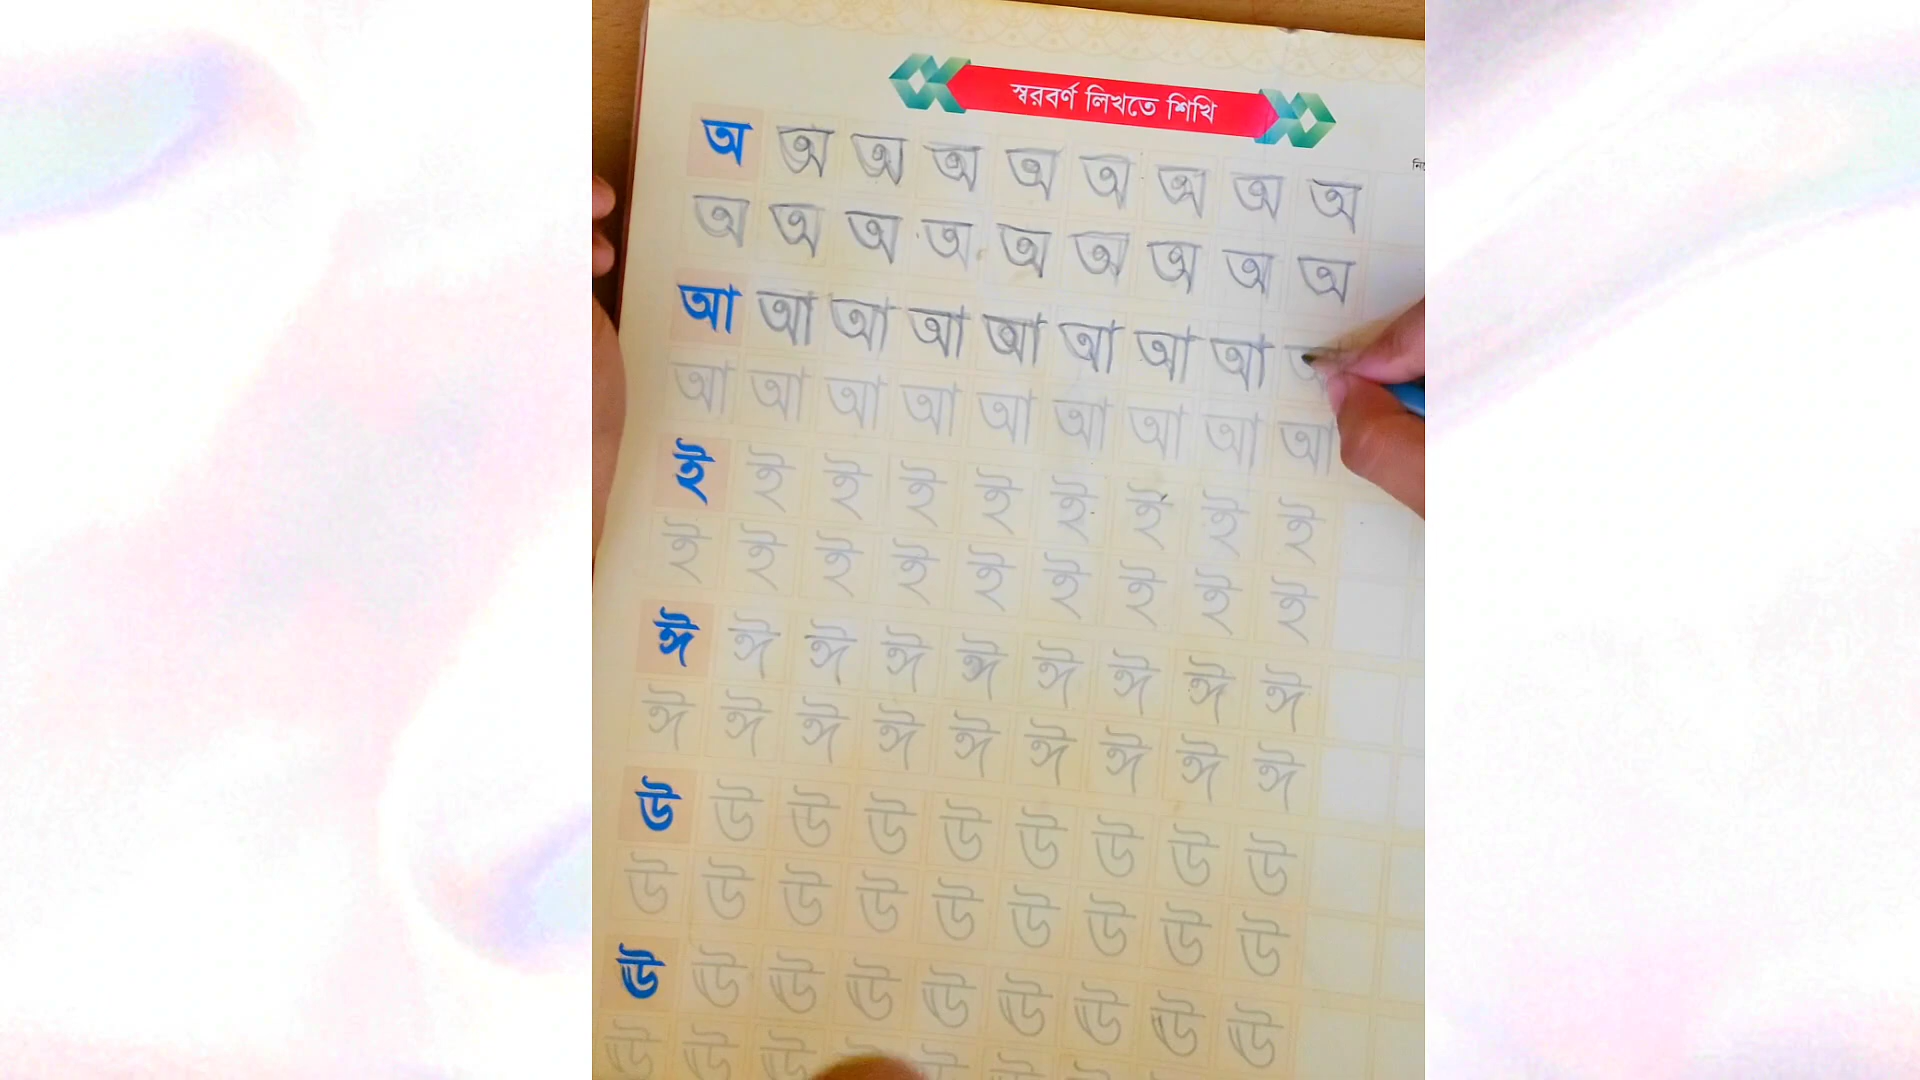 স্বরবর্ণ লিখতে শিখি
অ অ অ অ অ অ অ অ অ
অ অ অ অ অ অ অ অ অ
আ আ আ আ আ আ আ আ
আ আ আ আ আ আ আ আ আ
ই ই ই ই ই ই ই ই ই
ই ই ই ই ই ই ই ই ই
ঈ ঈ ঈ ঈ ঈ ঈ ঈ ঈ ঈ
ঈ ঈ ঈ ঈ ঈ ঈ ঈ ঈ ঈ
উ উ উ উ উ উ উ উ উ
উ উ উ উ উ উ উ উ উ
ঊ ঊ ঊ ঊ ঊ ঊ ঊ ঊ ঊ
ঊ ঊ ঊ